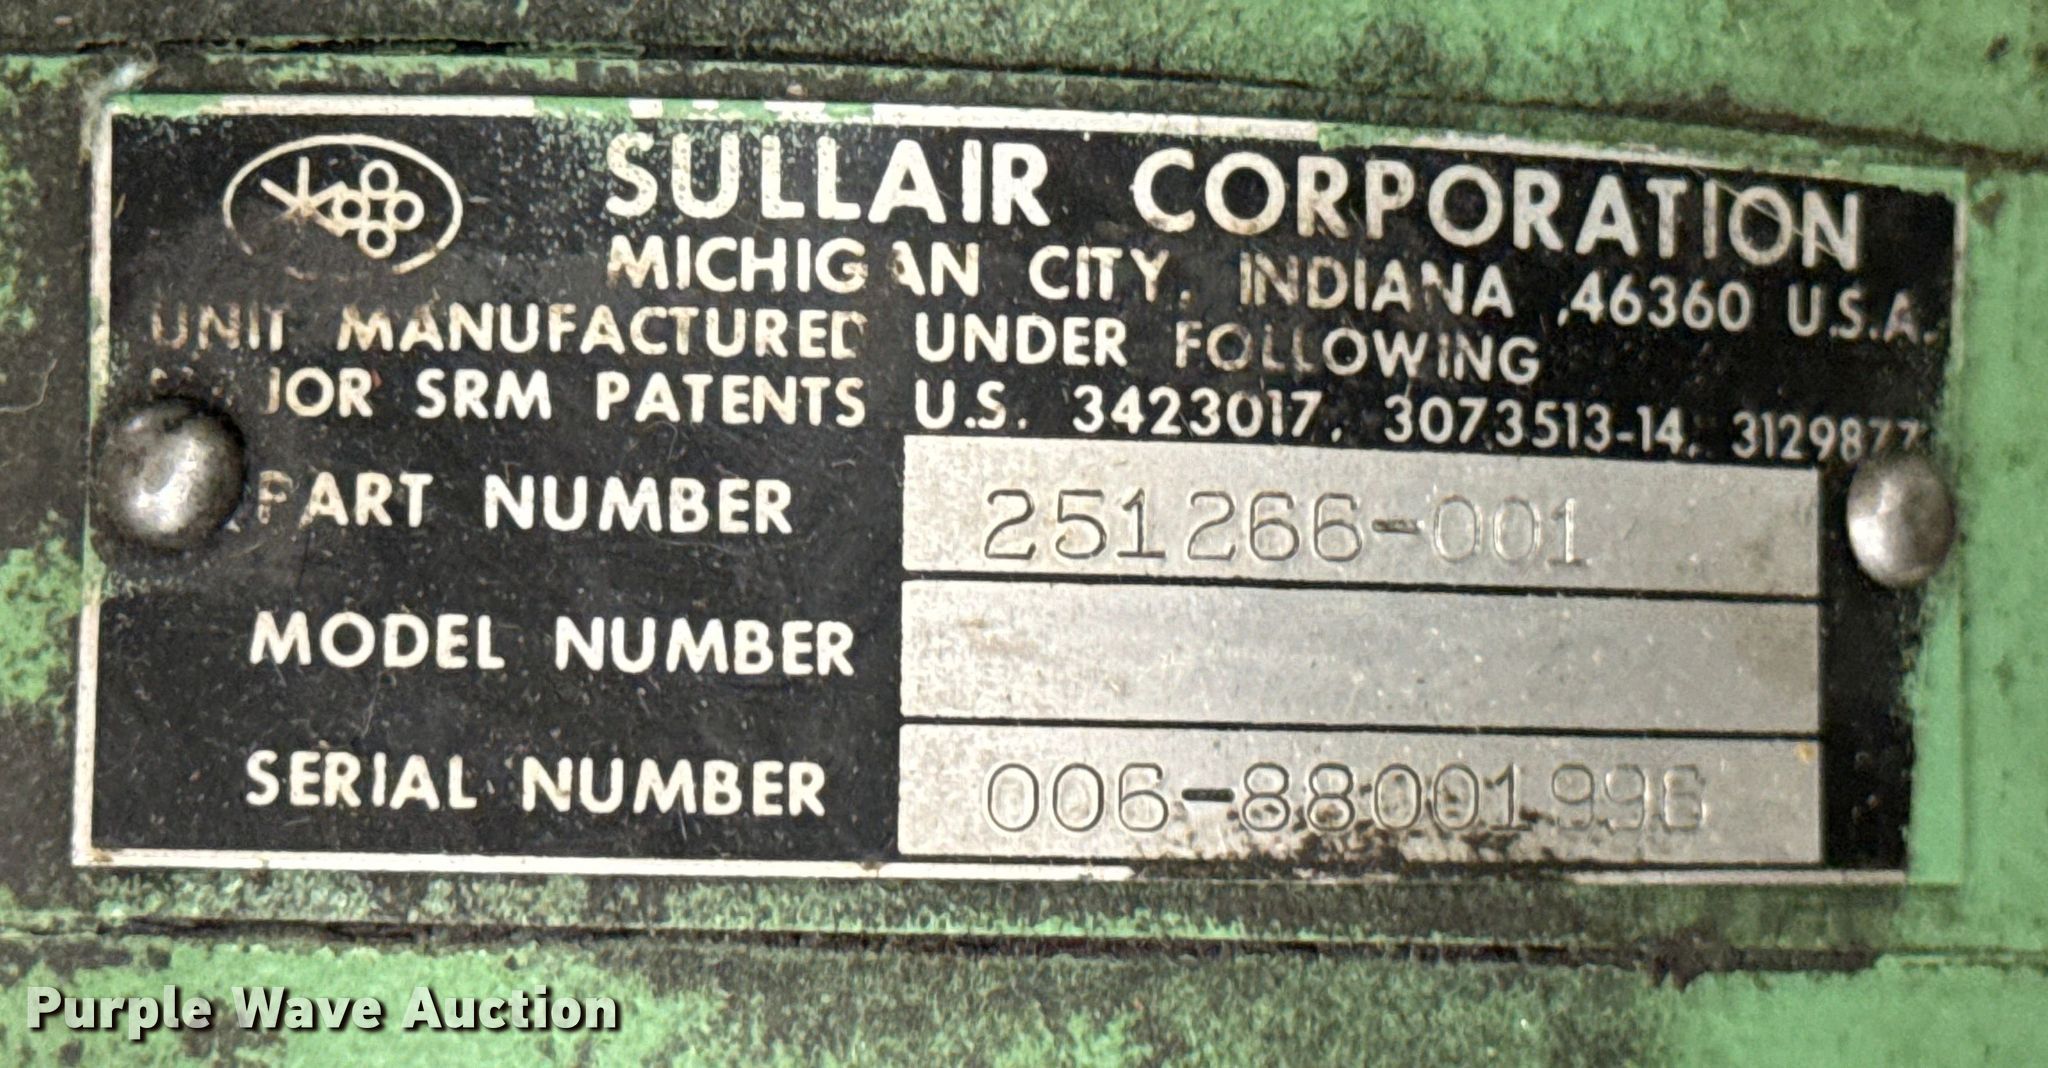 SULLAIR CORPORATION
MICHIGAN CITY, INDIANA, 46360 U.S.A.
UNIT MANUFACTURED UNDER FOLLOWING
SRM PATENTS U.S. 3423017, 3073513-14, 3129877
PART NUMBER 251266-001
MODEL NUMBER
SERIAL NUMBER 006-88001996
Purple Wave Auction